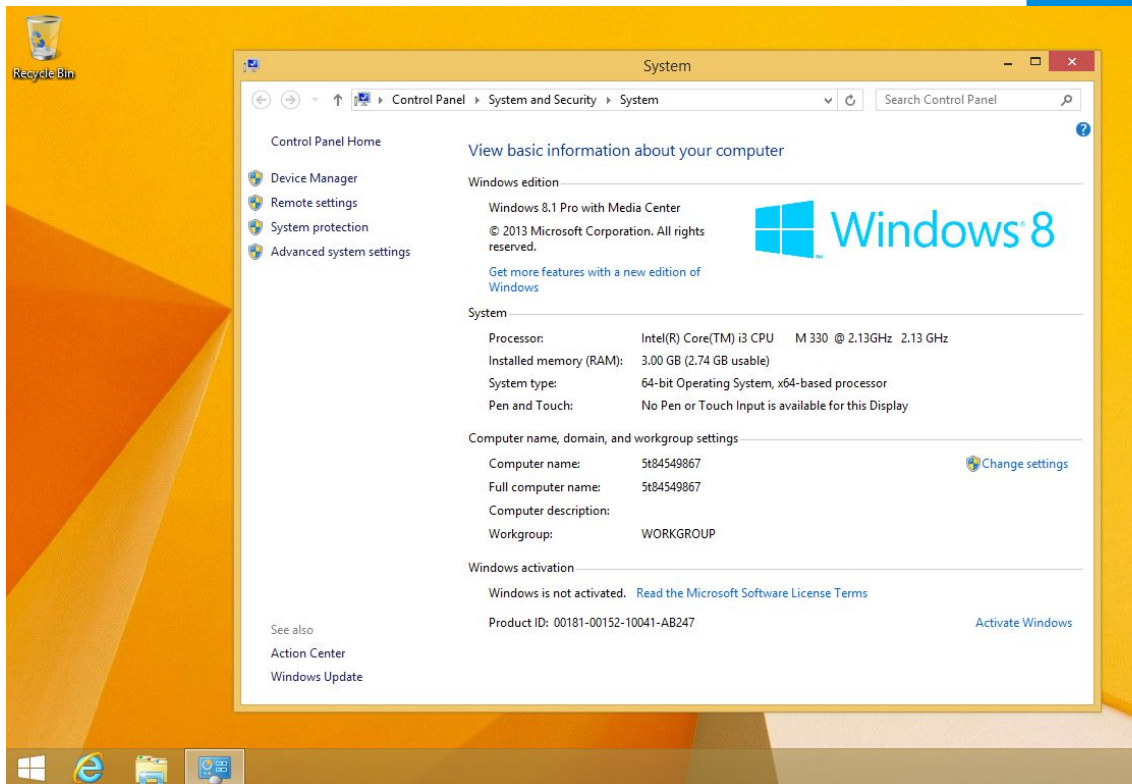 Recycle Bin
System
Control Panel System and Security System
Search Control Panel
Control Panel Home
Device Manager
Remote settings
System protection
Advanced system settings
See also
Action Center
Windows Update
View basic information about your computer
Windows edition
Windows 8.1 Pro with Media Center
© 2013 Microsoft Corporation. All rights
reserved.
Get more features with a new edition of
Windows
Windows 8
System
Processor: Intel(R) Core(TM) i3 CPU M 330 @ 2.13GHz 2.13 GHz
Installed memory (RAM): 3.00 GB (2.74 GB usable)
System type: 64-bit Operating System, x64-based processor
Pen and Touch: No Pen or Touch Input is available for this Display
Computer name, domain, and workgroup settings
Computer name: 5t84549867
Change settings
Full computer name: 5t84549867
Computer description:
Workgroup: WORKGROUP
Windows activation
Windows is not activated. Read the Microsoft Software License Terms
Product ID: 00181-00152-10041-AB247
Activate Windows